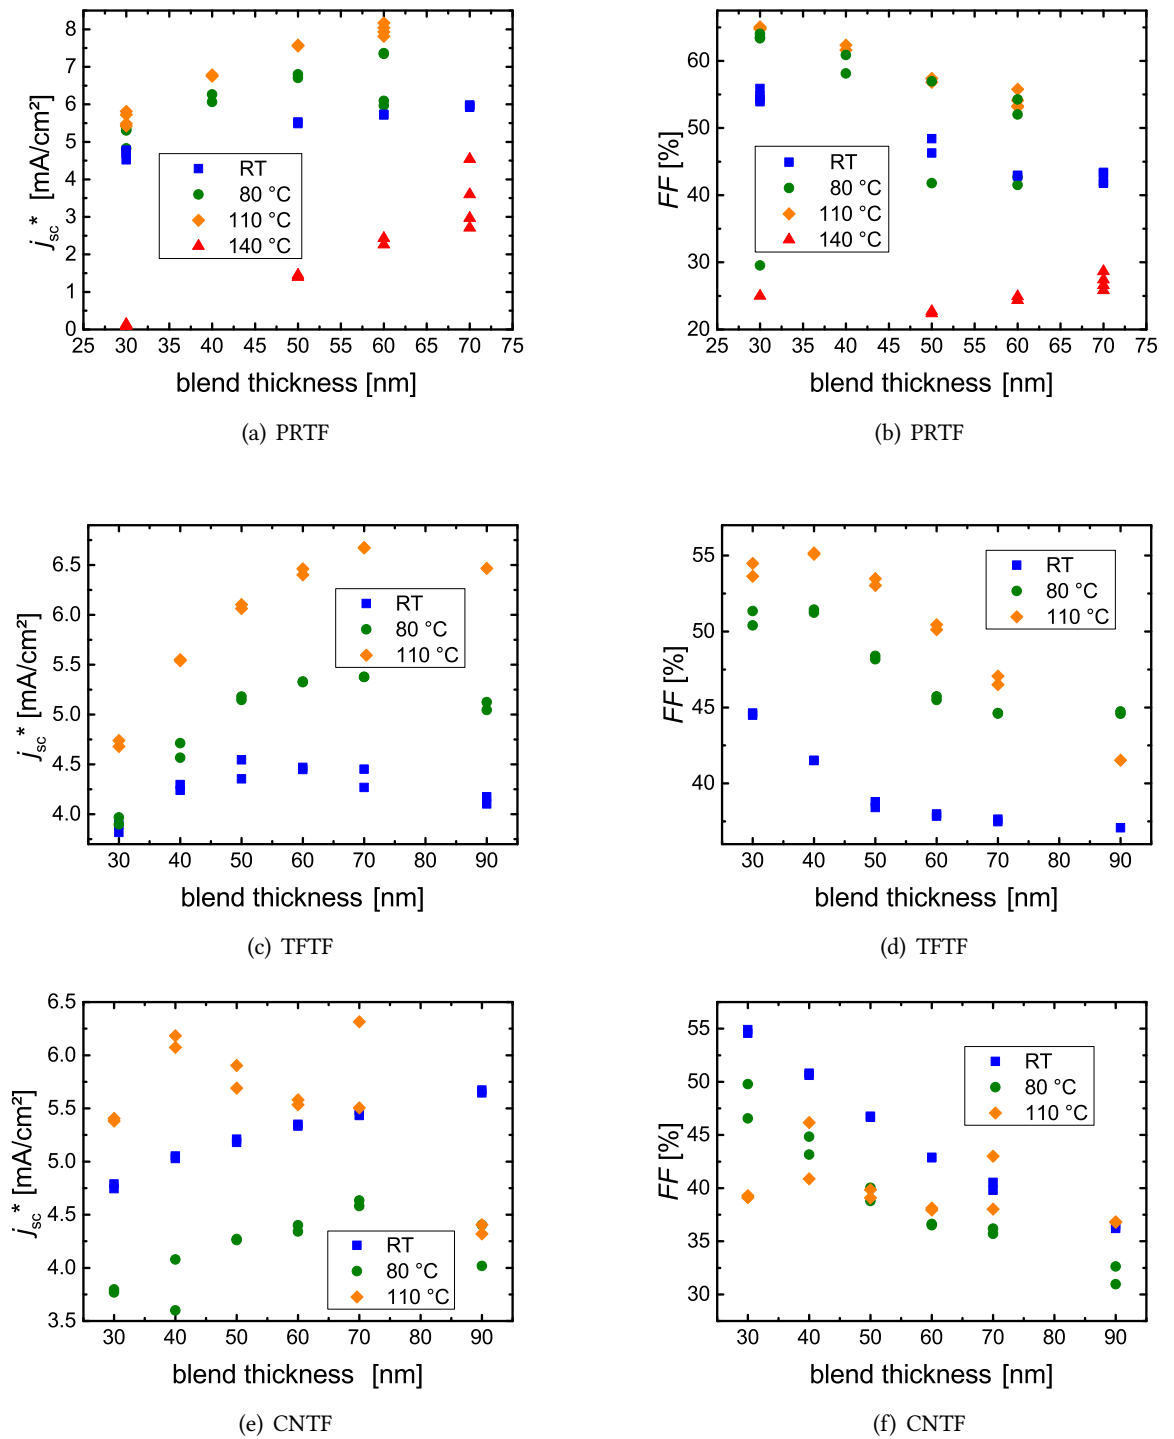 8
7
6
5
4
3
2
1
0
j_sc* [mA/cm²]
RT
80 °C
110 °C
140 °C
25 30 35 40 45 50 55 60 65 70 75
blend thickness [nm]
(a) PRTF
60
50
40
30
20
FF [%]
RT
80 °C
110 °C
140 °C
25 30 35 40 45 50 55 60 65 70 75
blend thickness [nm]
(b) PRTF
6.5
6.0
5.5
5.0
4.5
4.0
j_sc* [mA/cm²]
RT
80 °C
110 °C
30 40 50 60 70 80 90
blend thickness [nm]
(c) TFTF
55
50
45
40
FF [%]
RT
80 °C
110 °C
30 40 50 60 70 80 90
blend thickness [nm]
(d) TFTF
6.5
6.0
5.5
5.0
4.5
4.0
3.5
j_sc* [mA/cm²]
RT
80 °C
110 °C
30 40 50 60 70 80 90
blend thickness [nm]
(e) CNTF
55
50
45
40
35
30
FF [%]
RT
80 °C
110 °C
30 40 50 60 70 80 90
blend thickness [nm]
(f) CNTF